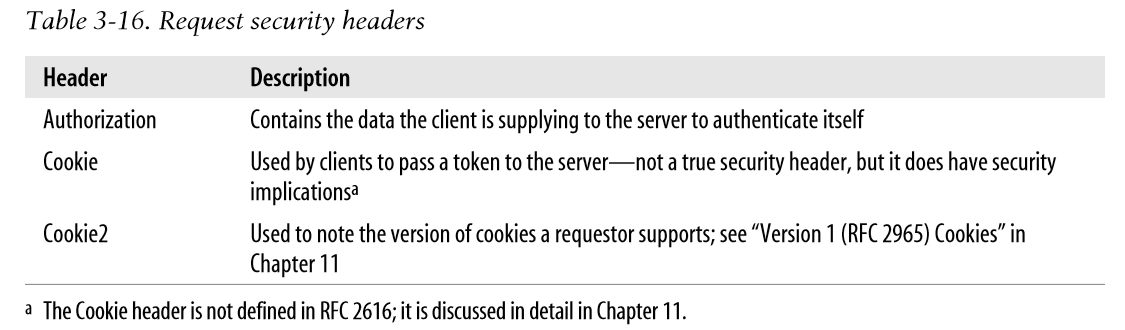 Table 3-16. Request security headers
Header Description
Authorization Contains the data the client is supplying to the server to authenticate itself
Cookie Used by clients to pass a token to the server—not a true security header, but it does have security
implicationsa
Cookie2 Used to note the version of cookies a requestor supports; see “Version 1 (RFC 2965) Cookies” in
Chapter 11
a The Cookie header is not defined in RFC 2616; it is discussed in detail in Chapter 11.